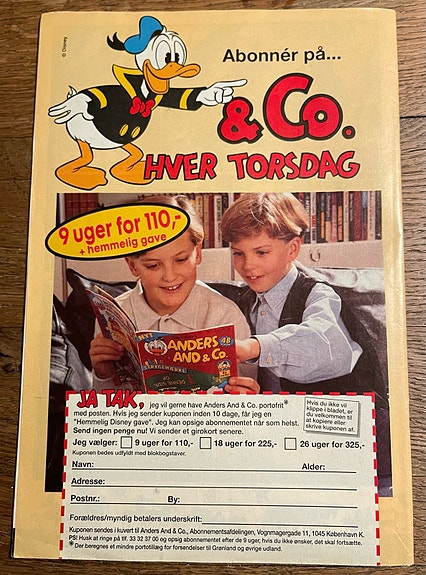 © Disney
Abonnér på...
& Co.
HVER TORSDAG
9 uger for 110,-
+ hemmelig gave
NYT
48
ANDERS
AND & Co.
JA TAK, jeg vil gerne have Anders And & Co. portofrit*
med posten. Hvis jeg sender kuponen inden 10 dage, får jeg en
"Hemmelig Disney gave". Jeg kan opsige abonnementet når som helst.
Send ingen penge nu! Vi sender et girokort senere.
Hvis du ikke vil
klippe i bladet, er
du velkommen til
at kopiere eller
skrive kuponen af.
Jeg vælger: 9 uger for 110,- 18 uger for 225,- 26 uger for 325,-
Kuponen bedes udfyldt med blokbogstaver.
Navn: Alder:
Adresse:
Postnr.: By:
Forældres/myndig betalers underskrift:
Kuponen sendes i kuvert til Anders And & Co., Abonnementsafdelingen, Vognmagergade 11, 1045 København K.
PS! Husk at ringe på tlf. 33 32 37 00 og opsig abonnementet efter de 9 uger, hvis du ikke ønsker, det skal fortsætte.
* Der beregnes et mindre portotillæg for forsendelser til Grønland og øvrige udland.